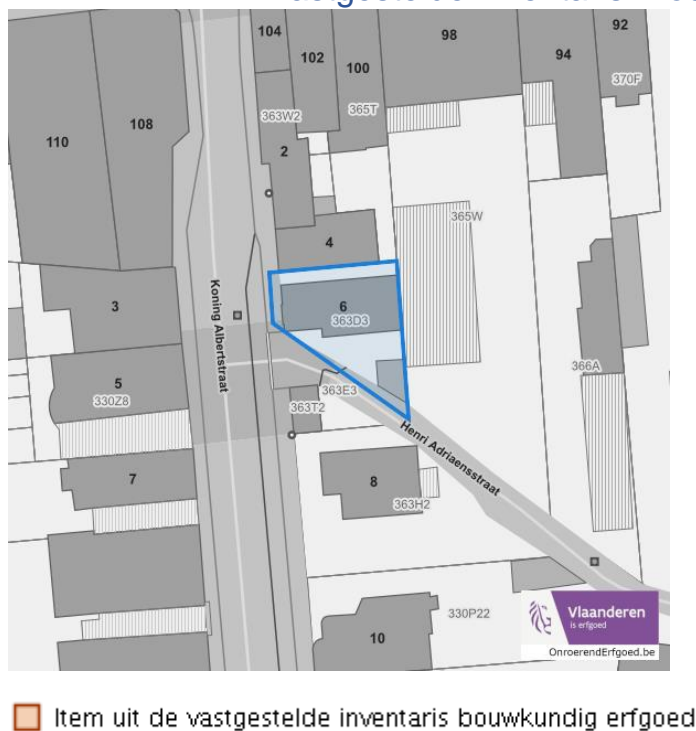 104
102
100
98
94
92
370F
365T
363W2
110
108
2
365W
4
Koning Albertstraat
3
6
363D3
5
330Z8
366A
363E3
363T2
Henri Adriaensstraat
7
8
363H2
330P22
10
Vlaanderen
is erfgoed
OnroerendErfgoed.be
Item uit de vastgestelde inventaris bouwkundig erfgoed